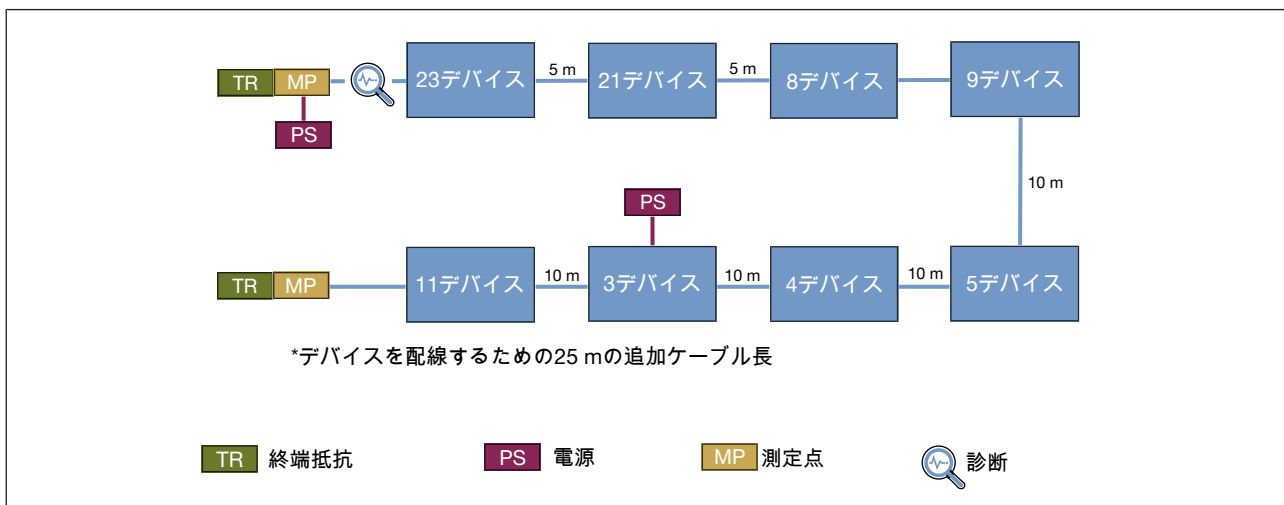 TR MP
23デバイス
5 m
21デバイス
5 m
8デバイス
9デバイス
PS
10 m
PS
TR MP
11デバイス
10 m
3デバイス
10 m
4デバイス
10 m
5デバイス
*デバイスを配線するための25 mの追加ケーブル長
TR 終端抵抗
PS 電源
MP 測定点
診断